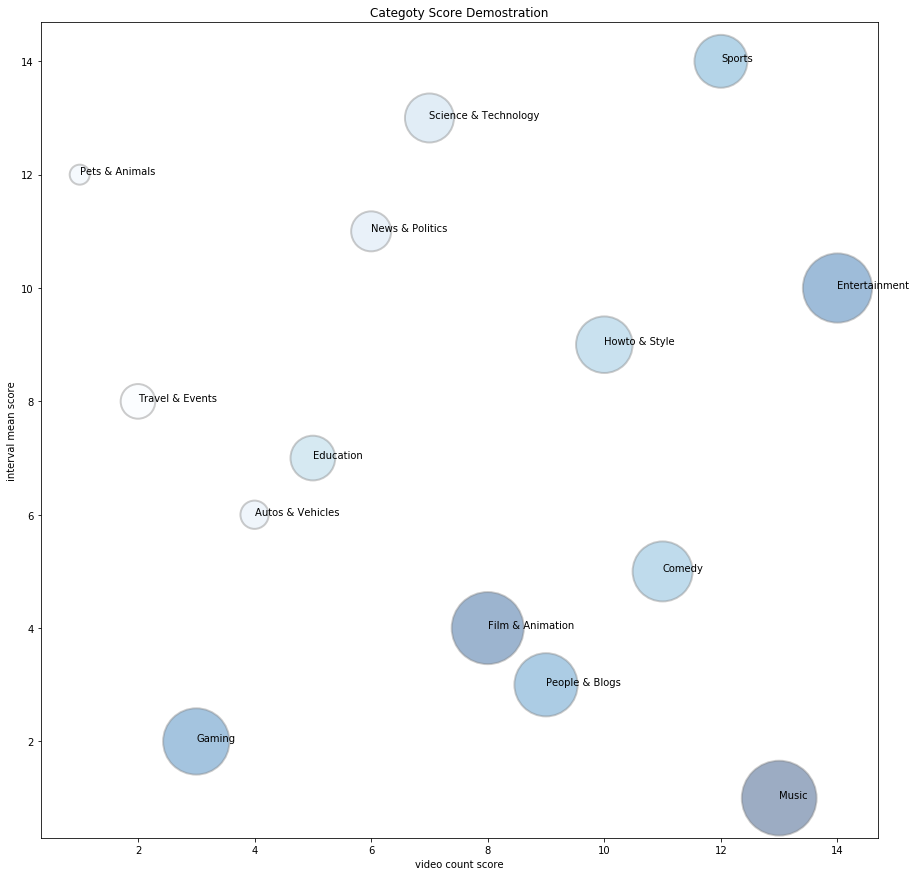 Categoty Score Demostration
14
Sports
Science & Technology
12
Pets & Animals
News & Politics
10
Entertainment
Howto & Style
interval mean score
8
Travel & Events
Education
6
Autos & Vehicles
Comedy
4
Film & Animation
People & Blogs
2
Gaming
Music
2
4
6
8
10
12
14
video count score